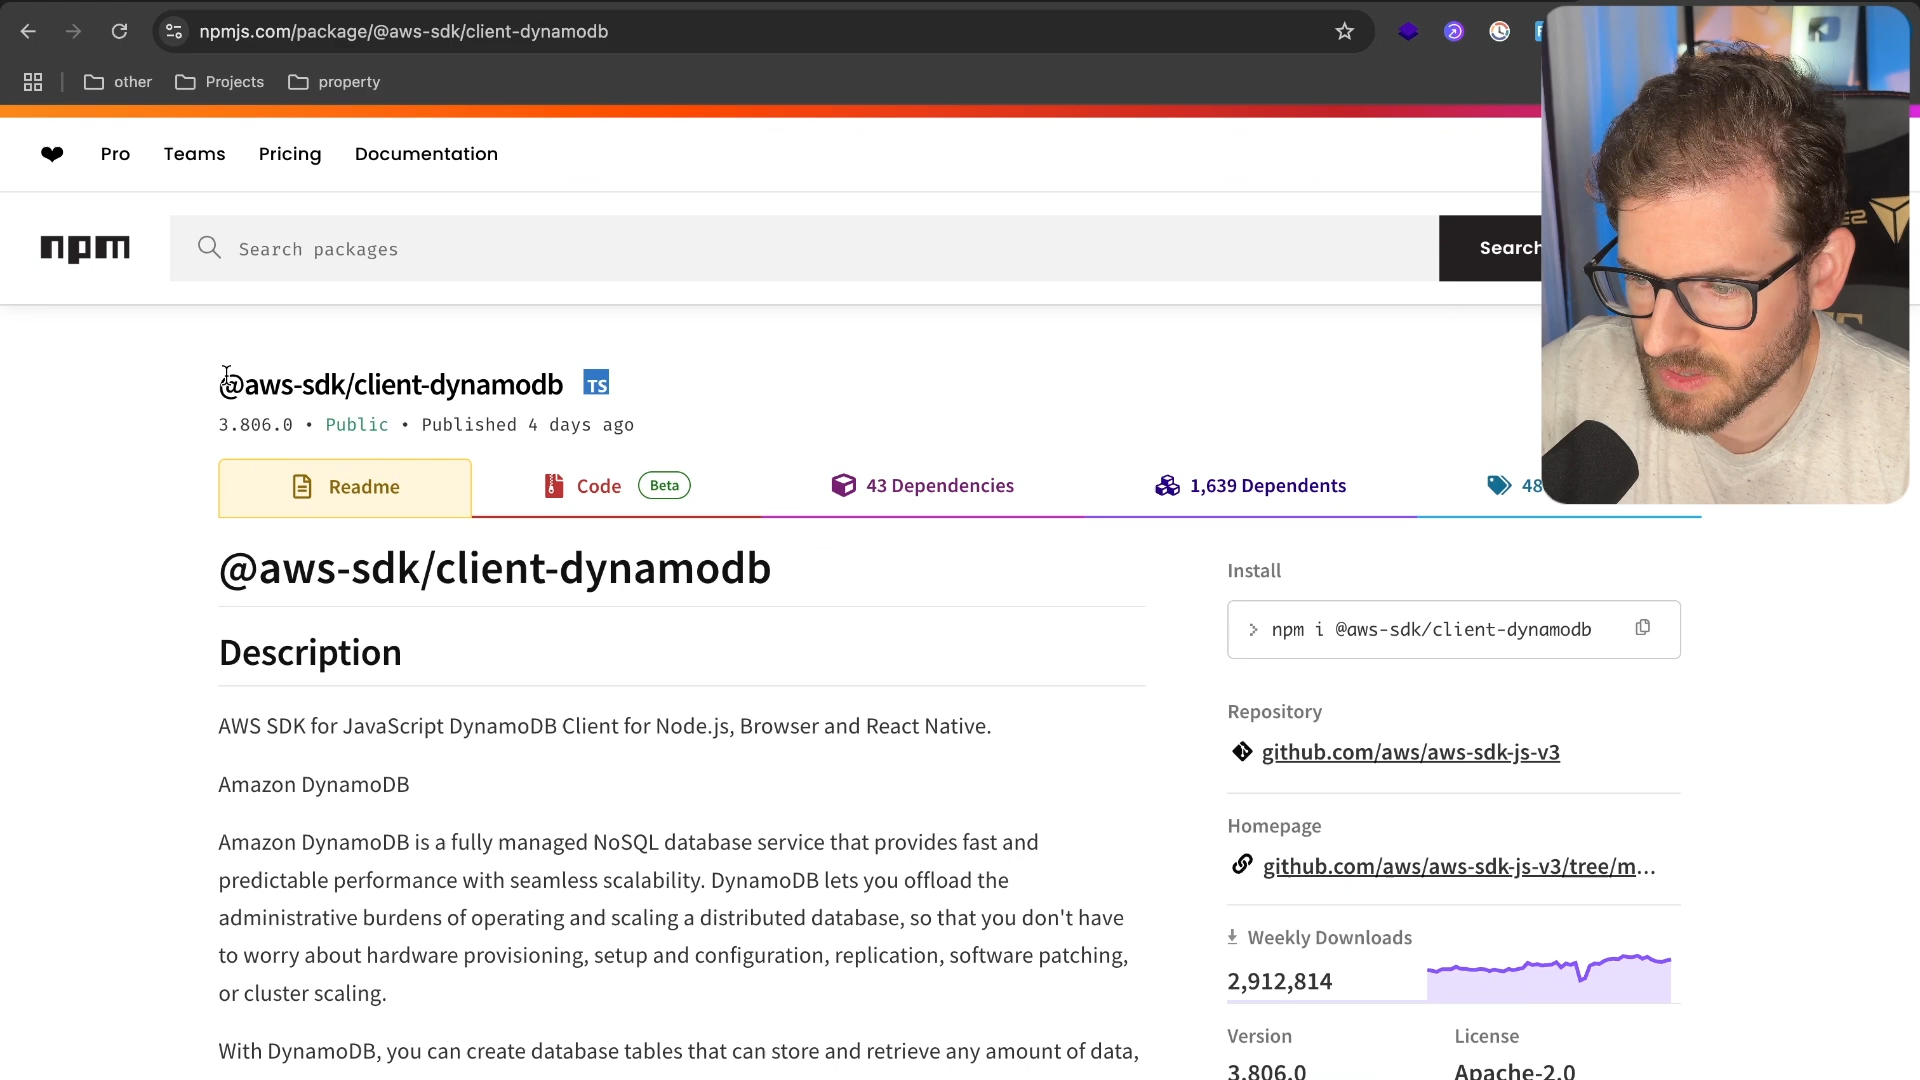 npmjs.com/package/@aws-sdk/client-dynamodb
other
Projects
property
Pro
Teams
Pricing
Documentation
npm
Search packages
Search
@aws-sdk/client-dynamodb TS
3.806.0 • Public • Published 4 days ago
Readme
Code Beta
43 Dependencies
1,639 Dependents
@aws-sdk/client-dynamodb
Description
AWS SDK for JavaScript DynamoDB Client for Node.js, Browser and React Native.
Amazon DynamoDB
Amazon DynamoDB is a fully managed NoSQL database service that provides fast and
predictable performance with seamless scalability. DynamoDB lets you offload the
administrative burdens of operating and scaling a distributed database, so that you don't have
to worry about hardware provisioning, setup and configuration, replication, software patching,
or cluster scaling.
With DynamoDB, you can create database tables that can store and retrieve any amount of data,
Install
> npm i @aws-sdk/client-dynamodb
Repository
github.com/aws/aws-sdk-js-v3
Homepage
github.com/aws/aws-sdk-js-v3/tree/m...
Weekly Downloads
2,912,814
Version
3.806.0
License
Apache-2.0